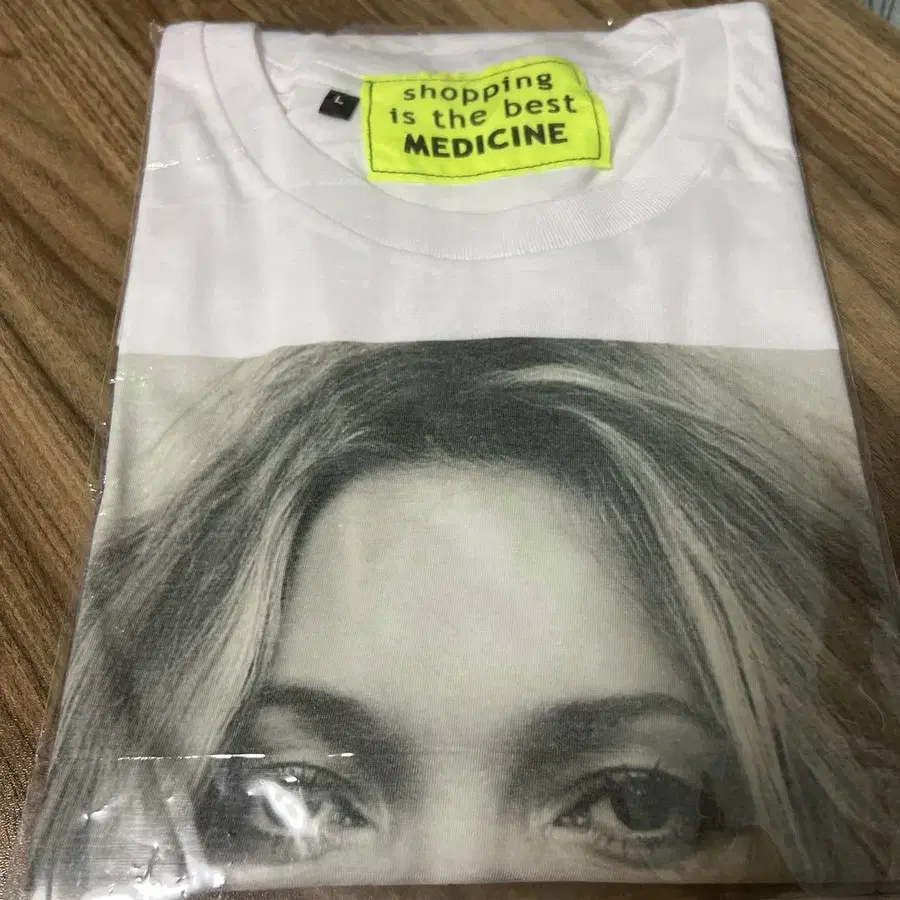 L
shopping
is the best
MEDICINE